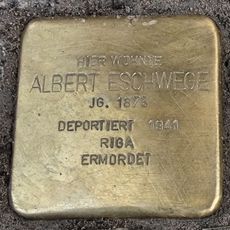 HIER WOHNTE
ALBERT ESCHWEGE
JG. 1873
DEPORTIERT 1941
RIGA
ERMORDET